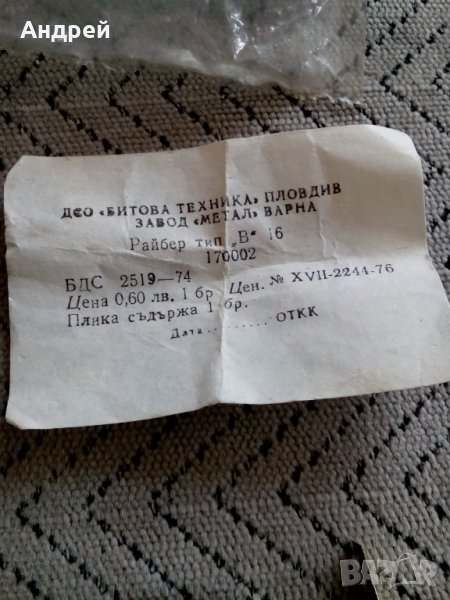 Андрей
ДСО «БИТОВА ТЕХНИКА» ПЛОВДИВ
ЗАВОД «МЕТАЛ» ВАРНА
Райбер тип „В“ 16
170002
БДС 2519—74
Цена 0,60 лв. 1 бр. Цен. № XVII-2244-76
Плика съдържа 1 бр.
Дата......... ОТКК
BAZAR